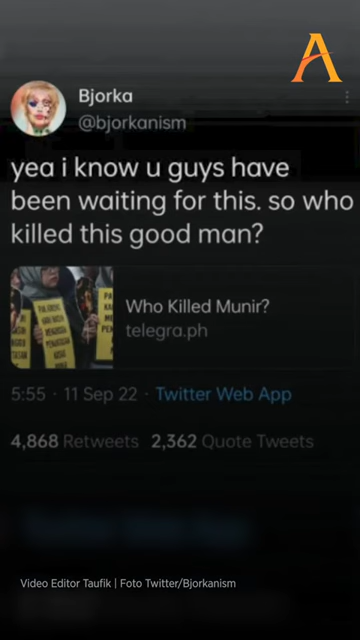 Bjorka
@bjorkanism
yea i know u guys have
been waiting for this. so who
killed this good man?
Who Killed Munir?
telegra.ph
5:55 · 11 Sep 22 · Twitter Web App
4,868 Retweets 2,362 Quote Tweets
Video Editor Taufik | Foto Twitter/Bjorkanism